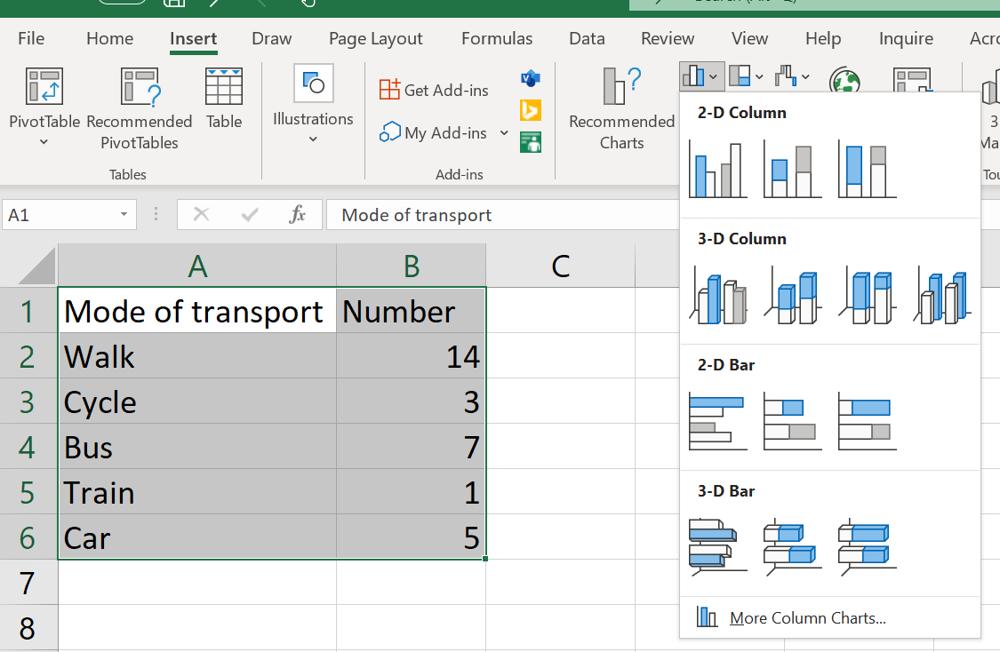 File Home Insert Draw Page Layout Formulas Data Review View Help Inquire
PivotTable
Recommended
PivotTables
Table
Tables
Illustrations
Get Add-ins
My Add-ins
Add-ins
Recommended
Charts
3
A1
fx
Mode of transport
A B C
1 Mode of transport Number
2 Walk 14
3 Cycle 3
4 Bus 7
5 Train 1
6 Car 5
7
8
2-D Column
3-D Column
2-D Bar
3-D Bar
More Column Charts...